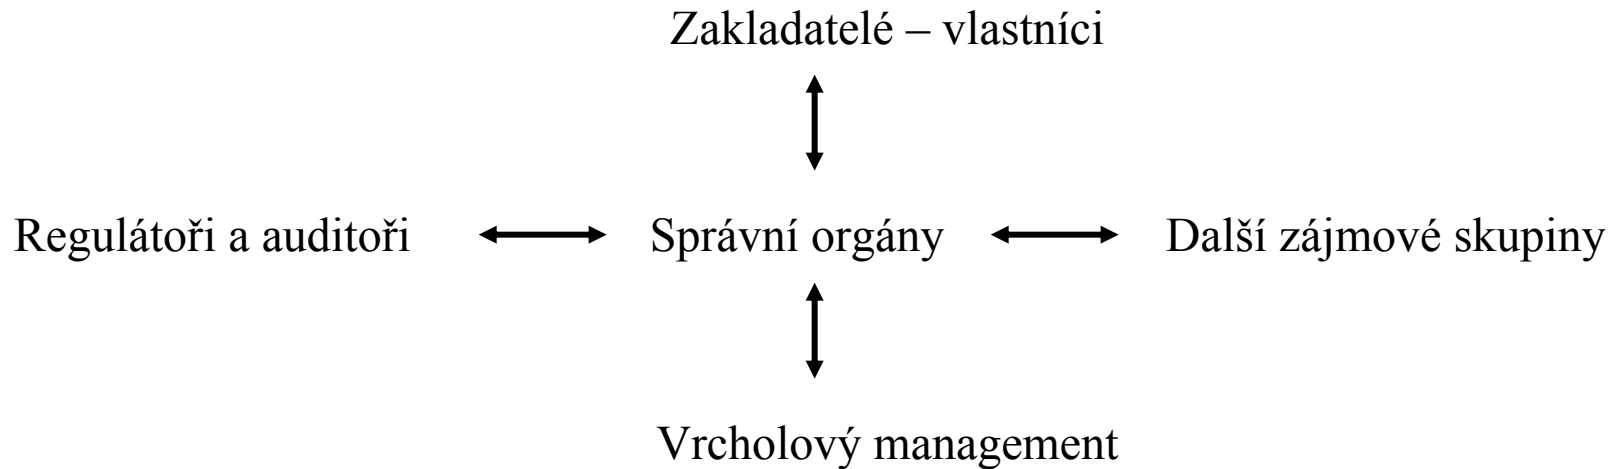 Zakladatelé – vlastníci
Regulátoři a auditoři
Správní orgány
Další zájmové skupiny
Vrcholový management